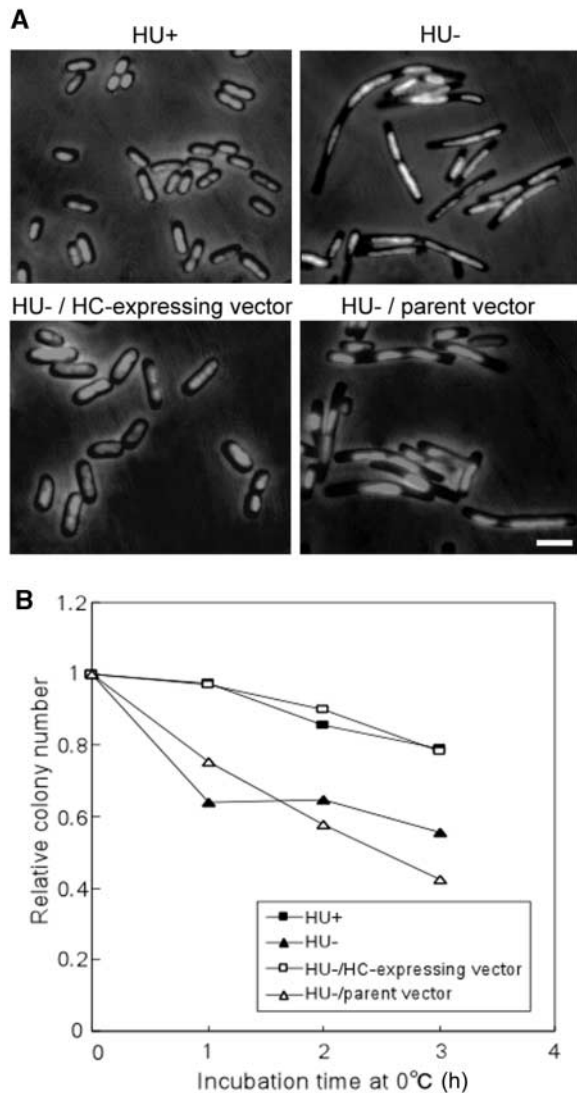 A
HU+
HU-
HU- / HC-expressing vector
HU- / parent vector
B
1.2
1
0.8
0.6
0.4
0.2
0
Relative colony number
HU+
HU-
HU-/HC-expressing vector
HU-/parent vector
0 1 2 3 4
Incubation time at 0°C (h)